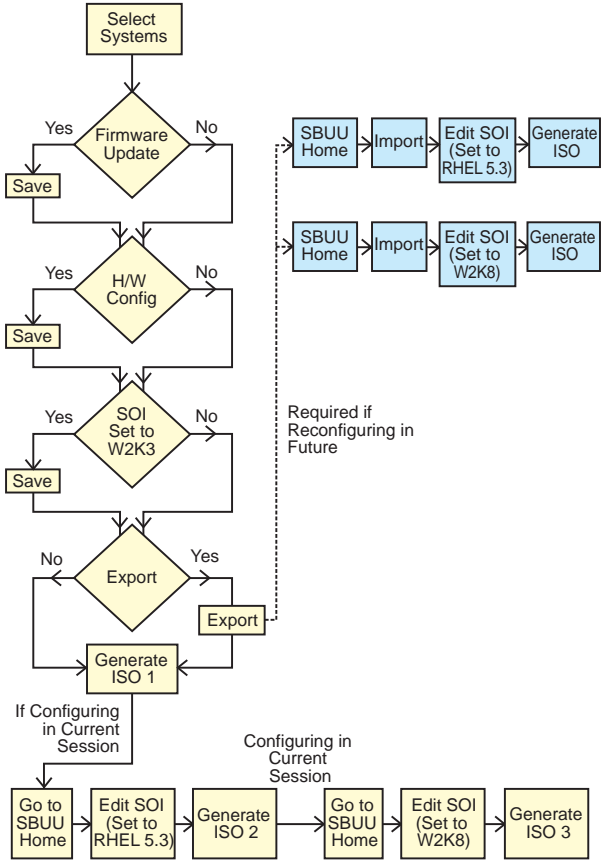 Select
Systems
Yes
Firmware
Update
No
Save
SBUU
Home
Import
Edit SOI
(Set to
RHEL 5.3)
Generate
ISO
SBUU
Home
Import
Edit SOI
(Set to
W2K8)
Generate
ISO
Yes
H/W
Config
No
Save
Yes
SOI
Set to
W2K3
No
Save
Required if
Reconfiguring in
Future
No
Export
Yes
Export
Generate
ISO 1
If Configuring
in Current
Session
Configuring in
Current
Session
Go to
SBUU
Home
Edit SOI
(Set to
RHEL 5.3)
Generate
ISO 2
Go to
SBUU
Home
Edit SOI
(Set to
W2K8)
Generate
ISO 3